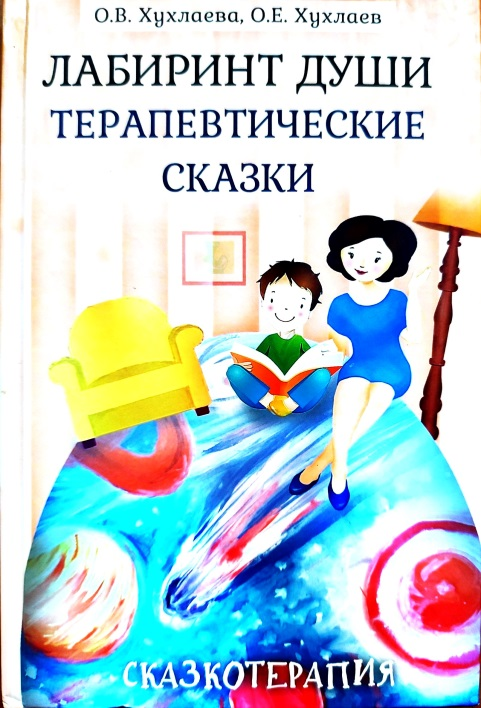 О.В. Хухлаева, О.Е. Хухлаев
ЛАБИРИНТ ДУШИ
ТЕРАПЕВТИЧЕСКИЕ
СКАЗКИ
СКАЗКОТЕРАПИЯ